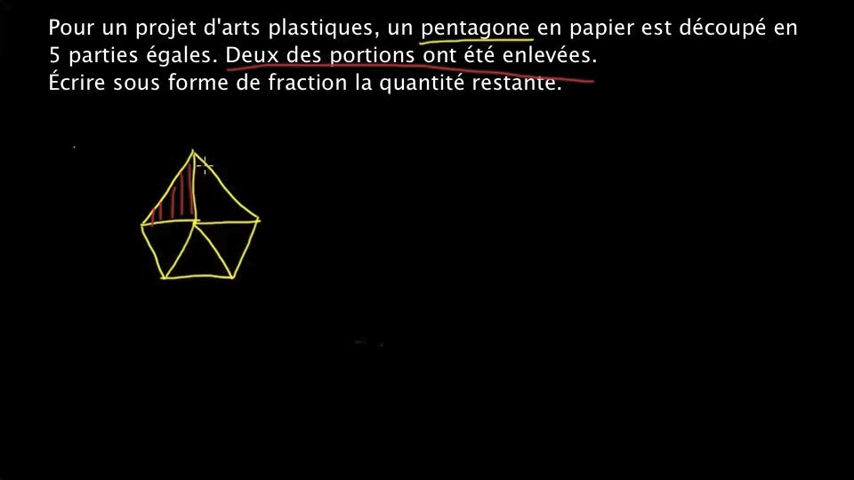 Pour un projet d'arts plastiques, un pentagone en papier est découpé en
5 parties égales. Deux des portions ont été enlevées.
Écrire sous forme de fraction la quantité restante.